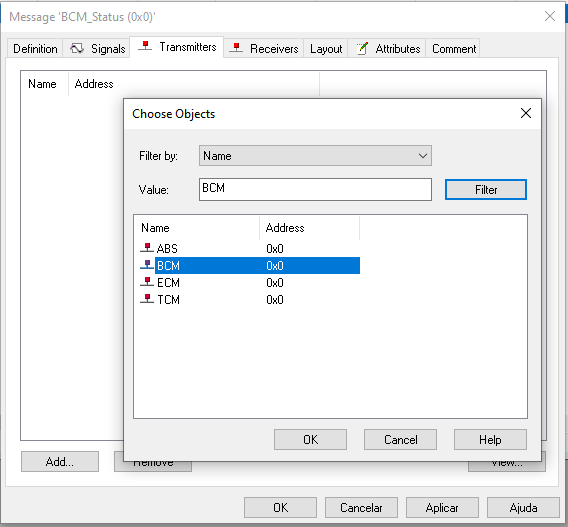 Message 'BCM_Status (0x0)'
Definition Signals Transmitters Receivers Layout Attributes Comment
Name Address
Choose Objects
Filter by: Name
Value: BCM Filter
Name Address
ABS 0x0
BCM 0x0
ECM 0x0
TCM 0x0
OK Cancel Help
Add... Remove View...
OK Cancelar Aplicar Ajuda